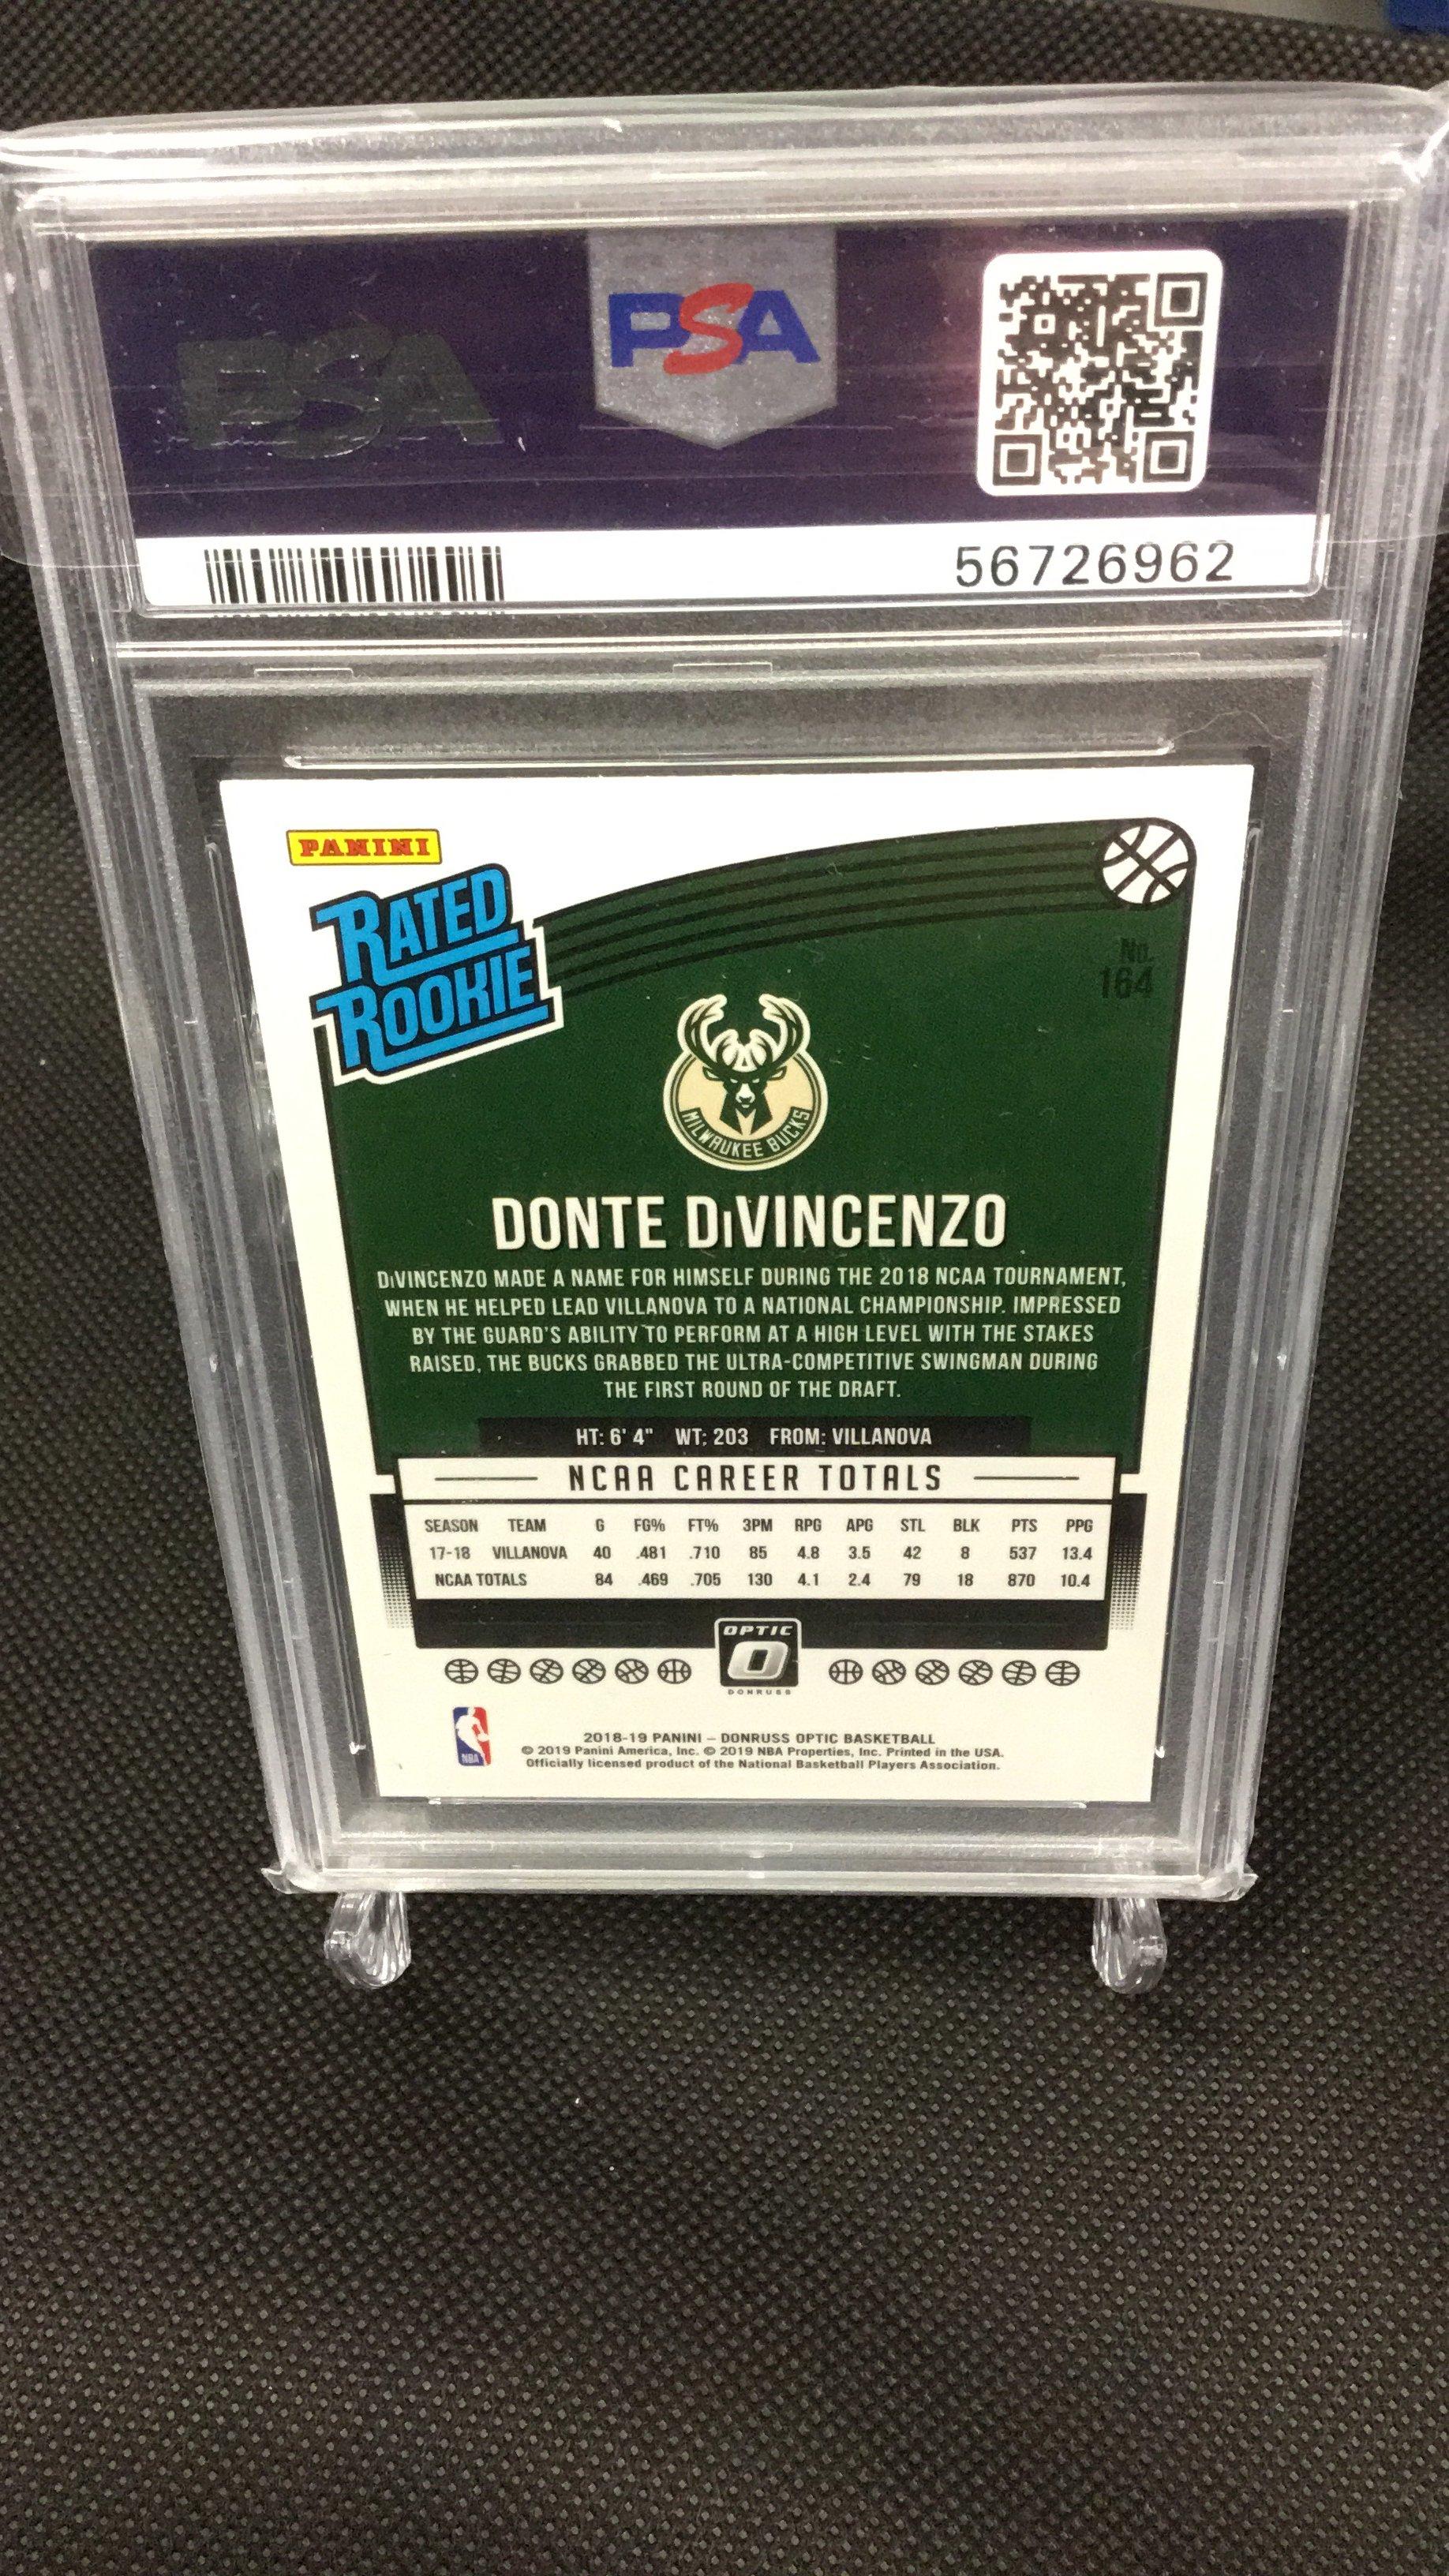 PSA
PSA
56726962
PANINI
RATED
ROOKIE
No.
164
MILWAUKEE BUCKS
DONTE DiVINCENZO
DiVINCENZO MADE A NAME FOR HIMSELF DURING THE 2018 NCAA TOURNAMENT,
WHEN HE HELPED LEAD VILLANOVA TO A NATIONAL CHAMPIONSHIP. IMPRESSED
BY THE GUARD'S ABILITY TO PERFORM AT A HIGH LEVEL WITH THE STAKES
RAISED, THE BUCKS GRABBED THE ULTRA-COMPETITIVE SWINGMAN DURING
THE FIRST ROUND OF THE DRAFT.
HT: 6' 4" WT: 203 FROM: VILLANOVA
NCAA CAREER TOTALS
SEASON TEAM G FG% FT% 3PM RPG APG STL BLK PTS PPG
17-18 VILLANOVA 40 .481 .710 85 4.8 3.5 42 8 537 13.4
NCAA TOTALS 84 .469 .705 130 4.1 2.4 79 18 870 10.4
OPTIC
O
DONRUSS
NBA
2018-19 PANINI – DONRUSS OPTIC BASKETBALL
© 2019 Panini America, Inc. © 2019 NBA Properties, Inc. Printed in the USA.
Officially licensed product of the National Basketball Players Association.